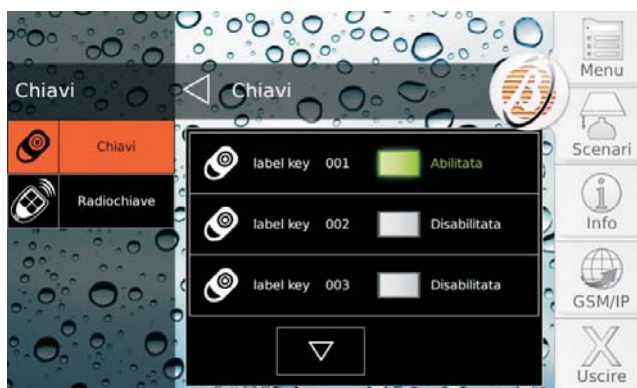 Chiavi
Chiavi
Radiochiave
Chiavi
label key 001 Abilitata
label key 002 Disabilitata
label key 003 Disabilitata
Menu
Scenari
Info
GSM/IP
Uscire